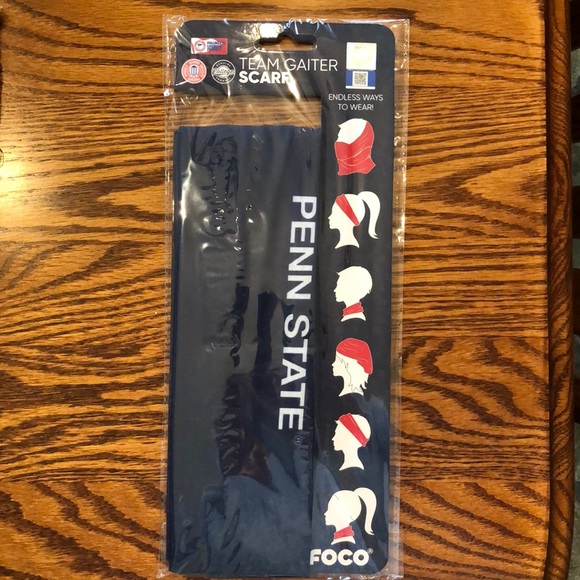 TEAM GAITER
SCARF
ENDLESS WAYS
TO WEAR!
PENN STATE
FOCO®